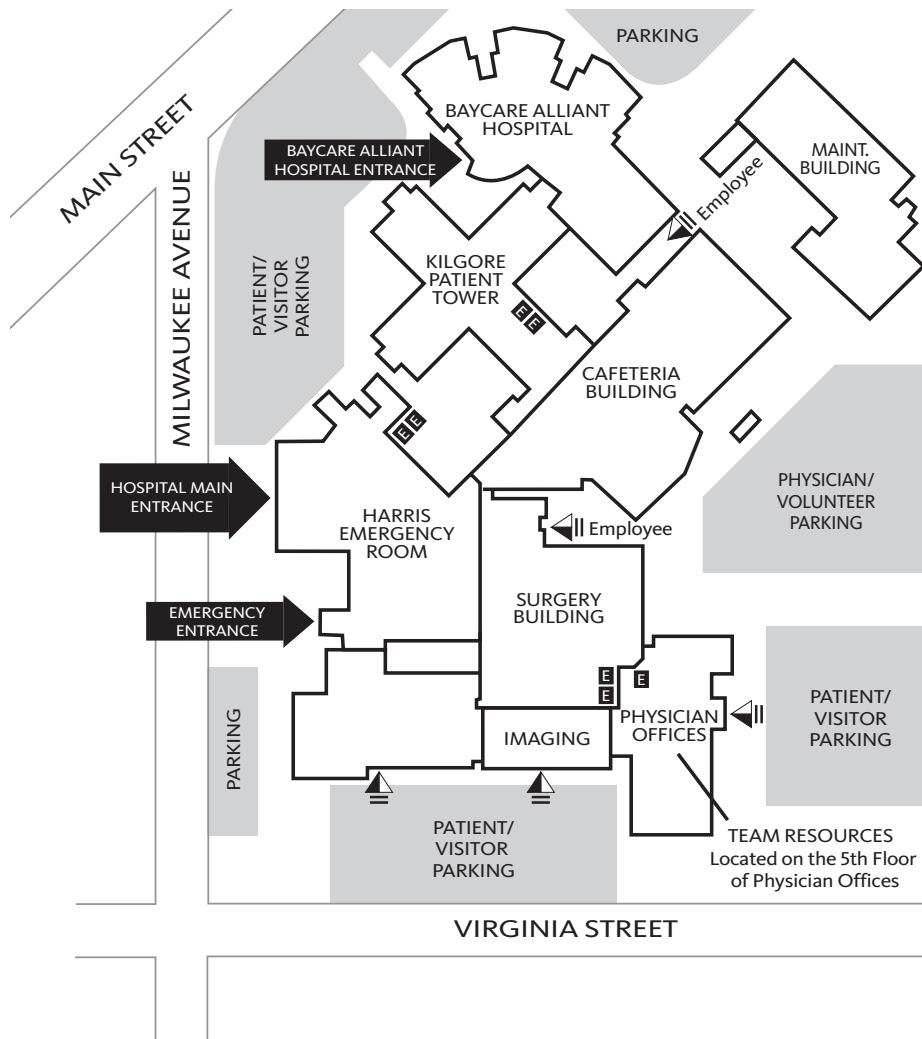 PARKING
BAYCARE ALLIANT
HOSPITAL
MAIN STREET
BAYCARE ALLIANT
HOSPITAL ENTRANCE
MAINT.
BUILDING
Employee
MILWAUKEE AVENUE
PATIENT/
VISITOR
PARKING
KILGORE
PATIENT
TOWER
E
E
CAFETERIA
BUILDING
E
E
HOSPITAL MAIN
ENTRANCE
PHYSICIAN/
VOLUNTEER
PARKING
HARRIS
EMERGENCY
ROOM
Employee
EMERGENCY
ENTRANCE
SURGERY
BUILDING
E
E
E
PARKING
IMAGING
PHYSICIAN
OFFICES
PATIENT/
VISITOR
PARKING
PATIENT/
VISITOR
PARKING
TEAM RESOURCES
Located on the 5th Floor
of Physician Offices
VIRGINIA STREET